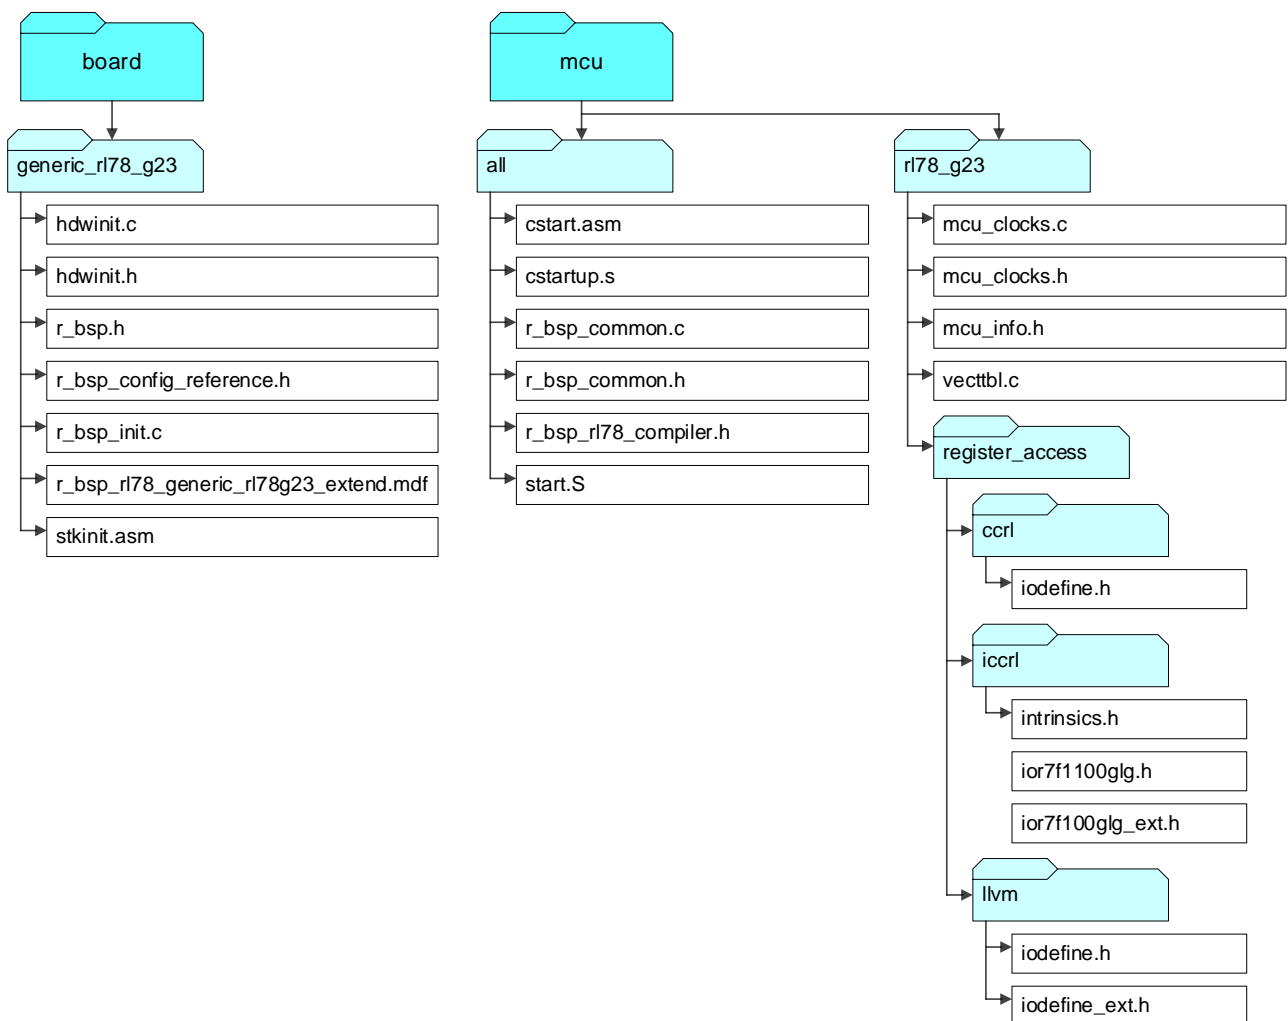 board
generic_rl78_g23
hdwinit.c
hdwinit.h
r_bsp.h
r_bsp_config_reference.h
r_bsp_init.c
r_bsp_rl78_generic_rl78g23_extend.mdf
stkinit.asm
mcu
all
cstart.asm
cstartup.s
r_bsp_common.c
r_bsp_common.h
r_bsp_rl78_compiler.h
start.S
rl78_g23
mcu_clocks.c
mcu_clocks.h
mcu_info.h
vecttbl.c
register_access
ccrl
iodefine.h
iccrl
intrinsics.h
ior7f1100glg.h
ior7f100glg_ext.h
llvm
iodefine.h
iodefine_ext.h